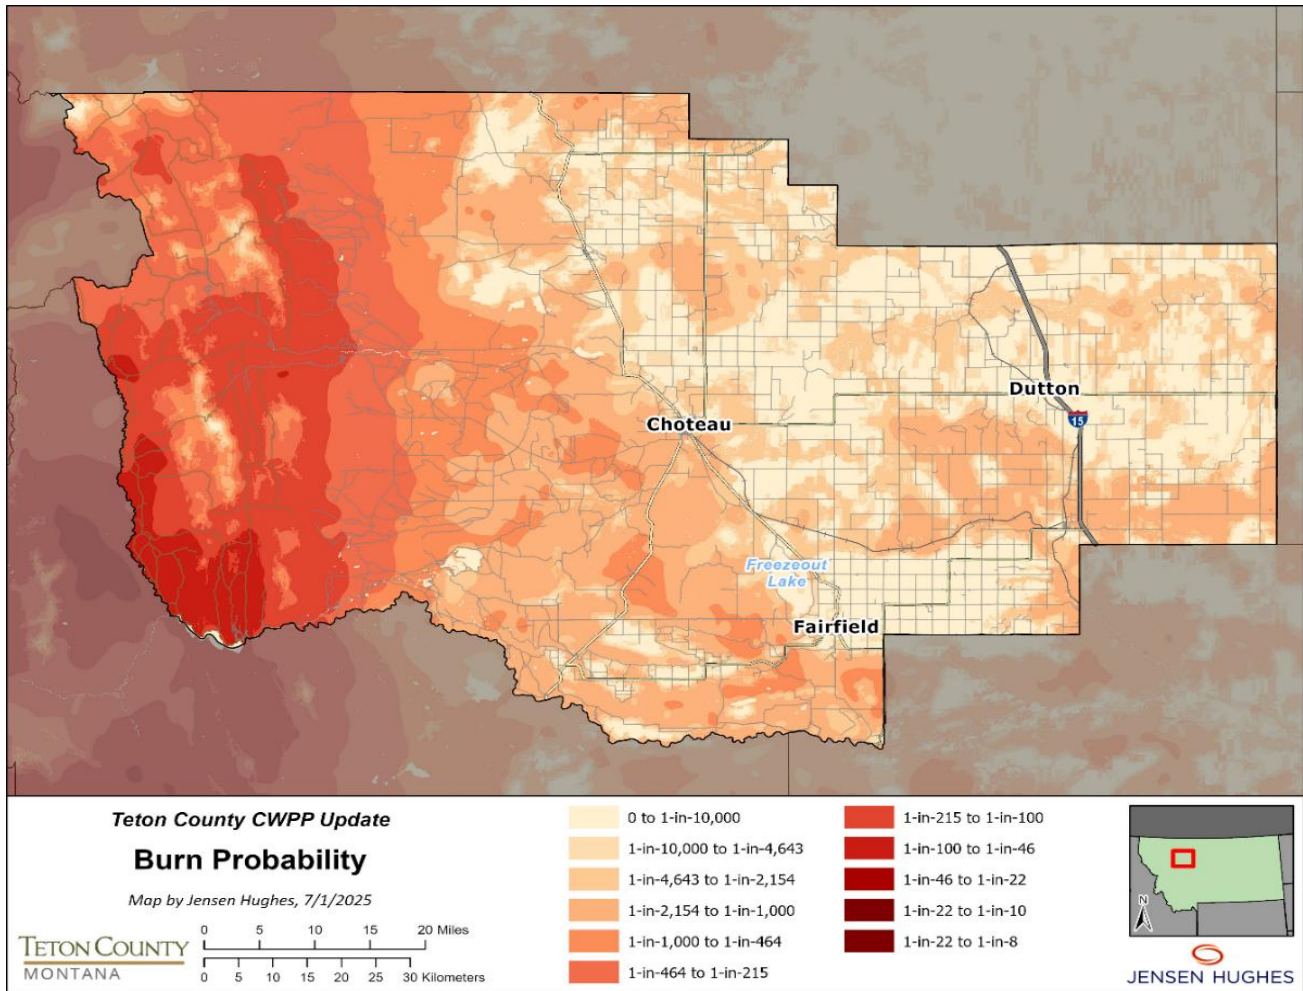 Choteau
Dutton
15
Freezeout
Lake
Fairfield
Teton County CWPP Update
Burn Probability
Map by Jensen Hughes, 7/1/2025
TETON COUNTY
MONTANA
0 5 10 15 20 Miles
0 5 10 15 20 25 30 Kilometers
0 to 1-in-10,000
1-in-10,000 to 1-in-4,643
1-in-4,643 to 1-in-2,154
1-in-2,154 to 1-in-1,000
1-in-1,000 to 1-in-464
1-in-464 to 1-in-215
1-in-215 to 1-in-100
1-in-100 to 1-in-46
1-in-46 to 1-in-22
1-in-22 to 1-in-10
1-in-22 to 1-in-8
N
JENSEN HUGHES